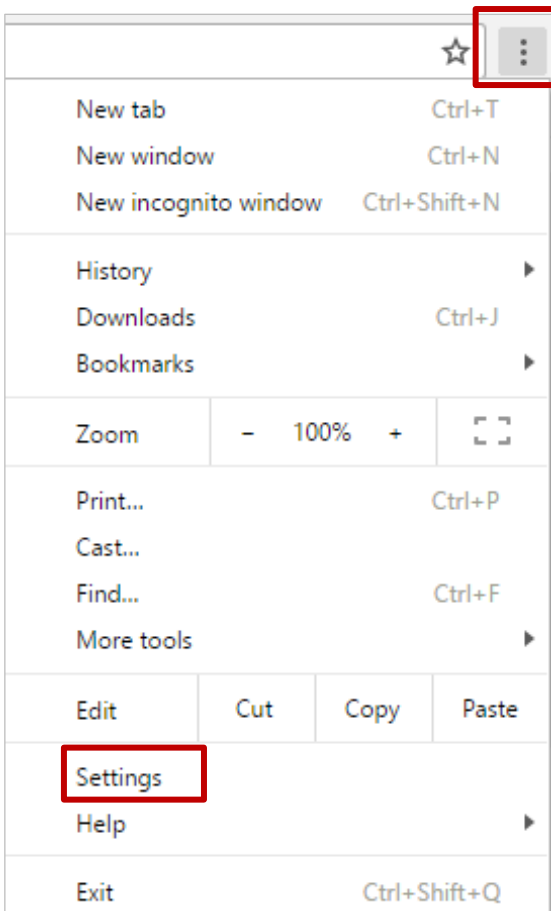 New tab Ctrl+T
New window Ctrl+N
New incognito window Ctrl+Shift+N
History
Downloads Ctrl+J
Bookmarks
Zoom - 100% +
Print... Ctrl+P
Cast...
Find... Ctrl+F
More tools
Edit Cut Copy Paste
Settings
Help
Exit Ctrl+Shift+Q